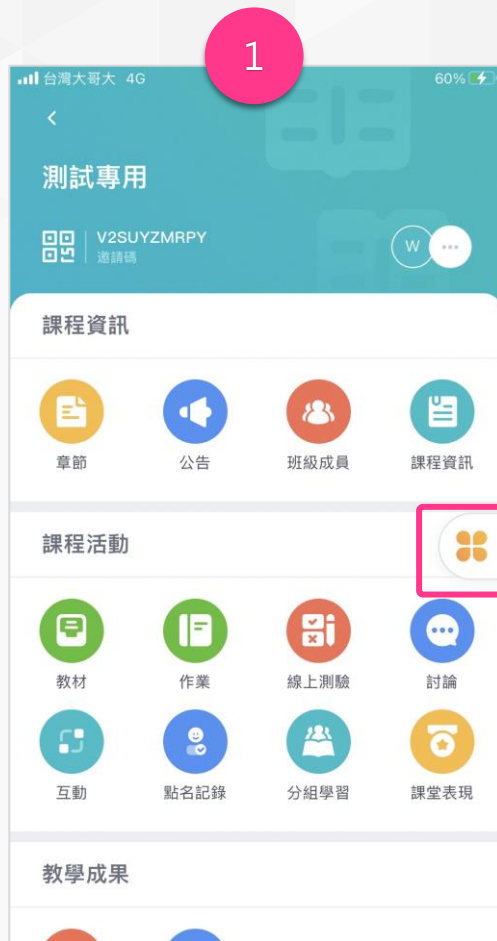 1
台灣大哥大 4G 60%
測試專用
V2SUYZMRPY
邀請碼
W
課程資訊
章節 公告 班級成員 課程資訊
課程活動
教材 作業 線上測驗 討論
互動 點名記錄 分組學習 課堂表現
教學成果